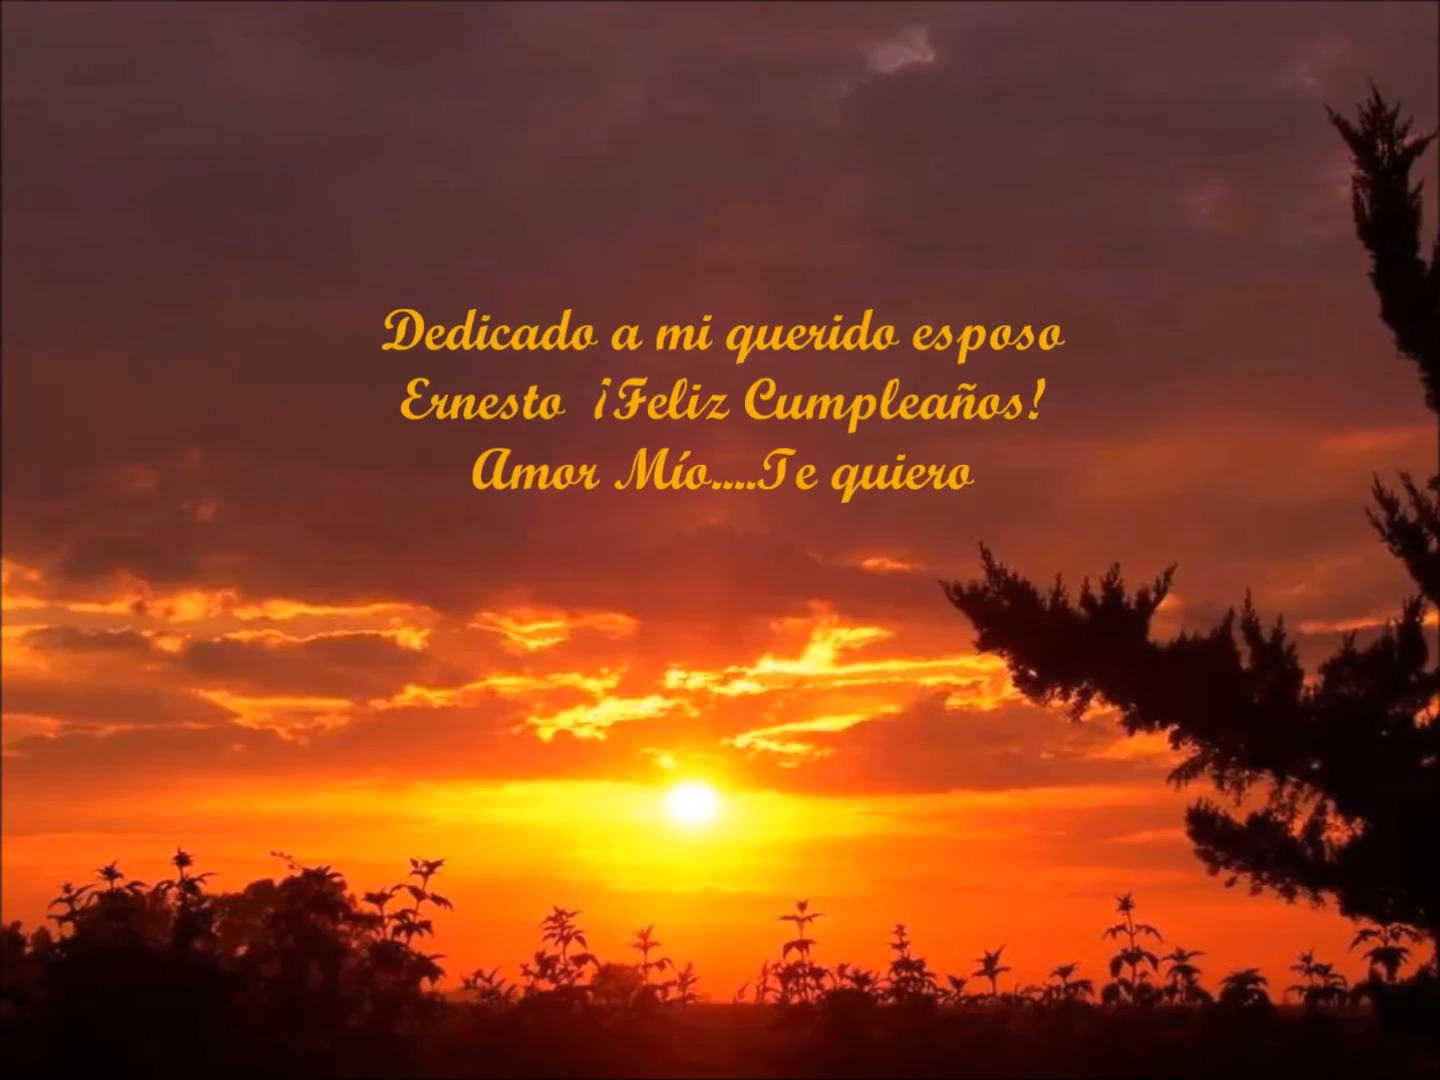 Dedicado a mi querido esposo
Ernesto ¡Feliz Cumpleaños!
Amor Mío....Te quiero